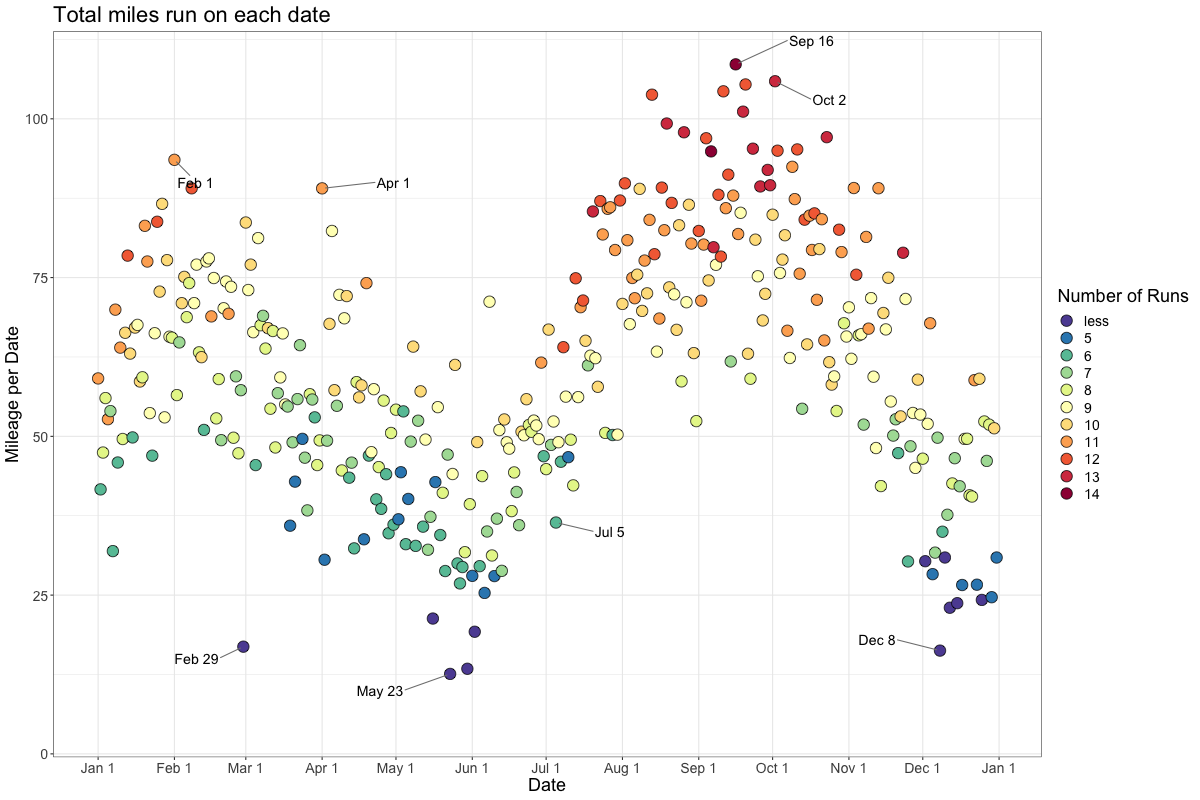 Total miles run on each date
Mileage per Date
100
75
50
25
0
Sep 16
Oct 2
Feb 1
Apr 1
Jul 5
Feb 29
May 23
Dec 8
Jan 1
Feb 1
Mar 1
Apr 1
May 1
Jun 1
Jul 1
Aug 1
Sep 1
Oct 1
Nov 1
Dec 1
Jan 1
Date
Number of Runs
less
5
6
7
8
9
10
11
12
13
14